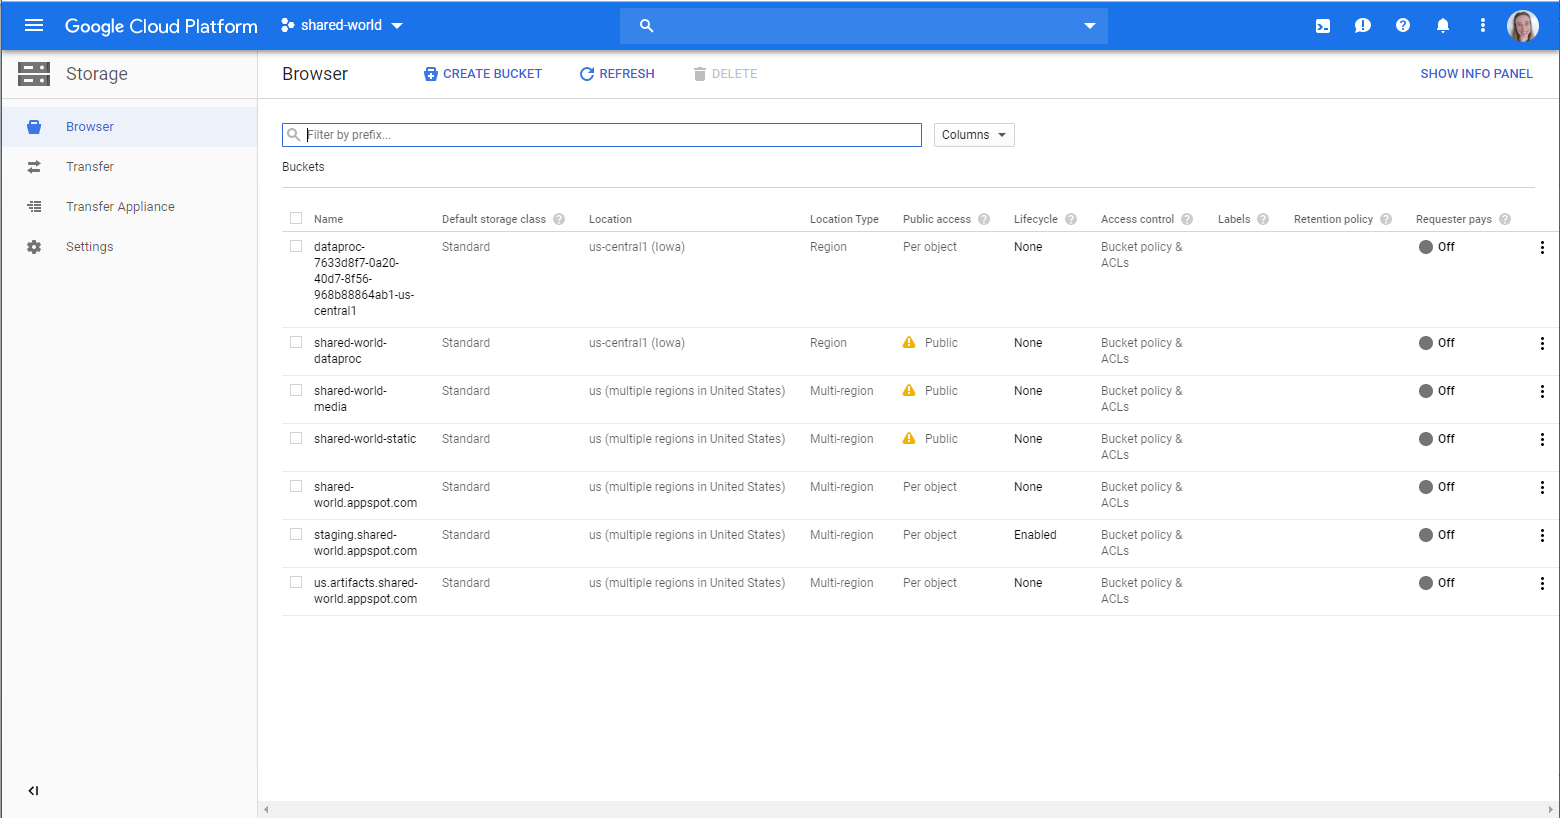 Google Cloud Platform shared-world
Storage
Browser CREATE BUCKET REFRESH DELETE SHOW INFO PANEL
Browser
Transfer
Transfer Appliance
Settings
Filter by prefix... Columns
Buckets
Name Default storage class Location Location Type Public access Lifecycle Access control Labels Retention policy Requester pays
dataproc- Standard us-central1 (Iowa) Region Per object None Bucket policy & Off
7633d8f7-0a20- ACLs
40d7-8f56-
968b88864ab1-us-
central1
shared-world- Standard us-central1 (Iowa) Region Public None Bucket policy & Off
dataproc ACLs
shared-world- Standard us (multiple regions in United States) Multi-region Public None Bucket policy & Off
media ACLs
shared-world-static Standard us (multiple regions in United States) Multi-region Public None Bucket policy & Off
ACLs
shared- Standard us (multiple regions in United States) Multi-region Per object None Bucket policy & Off
world.appspot.com ACLs
staging.shared- Standard us (multiple regions in United States) Multi-region Per object Enabled Bucket policy & Off
world.appspot.com ACLs
us.artifacts.shared- Standard us (multiple regions in United States) Multi-region Per object None Bucket policy & Off
world.appspot.com ACLs